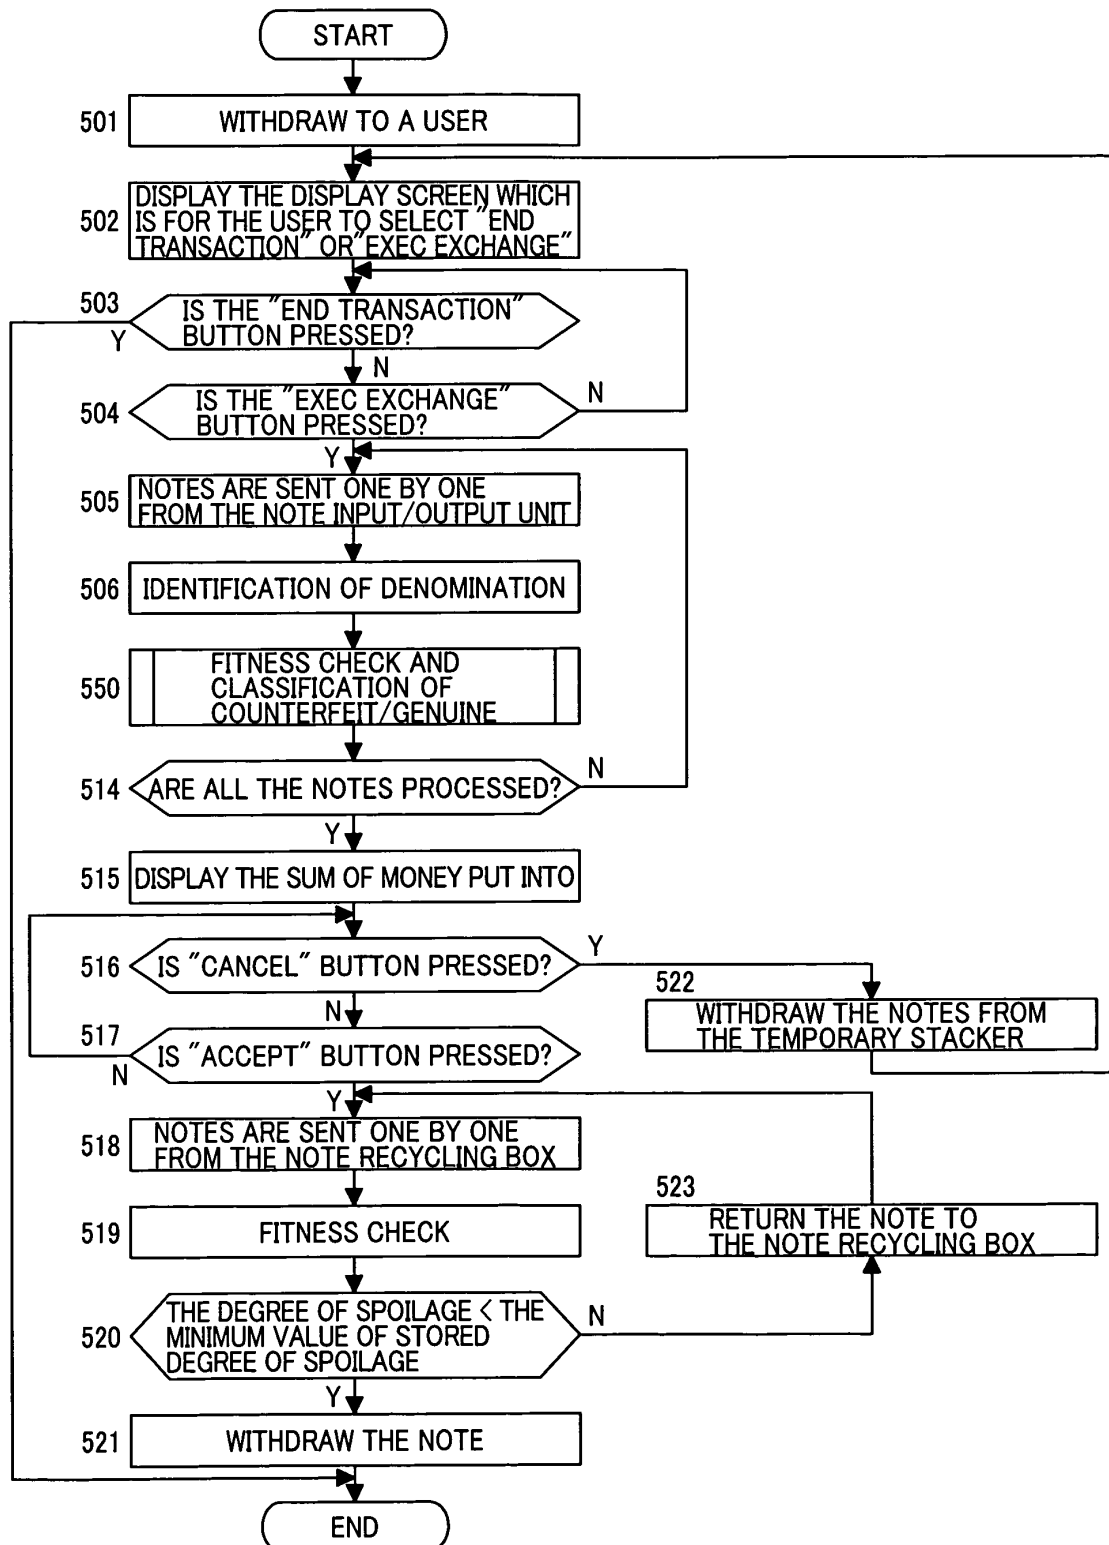 START
501
WITHDRAW TO A USER
502
DISPLAY THE DISPLAY SCREEN WHICH
IS FOR THE USER TO SELECT "END
TRANSACTION" OR"EXEC EXCHANGE"
503
IS THE "END TRANSACTION"
BUTTON PRESSED?
Y
N
504
IS THE "EXEC EXCHANGE"
BUTTON PRESSED?
N
Y
505
NOTES ARE SENT ONE BY ONE
FROM THE NOTE INPUT/OUTPUT UNIT
506
IDENTIFICATION OF DENOMINATION
550
FITNESS CHECK AND
CLASSIFICATION OF
COUNTERFEIT/GENUINE
514
ARE ALL THE NOTES PROCESSED?
N
Y
515
DISPLAY THE SUM OF MONEY PUT INTO
516
IS "CANCEL" BUTTON PRESSED?
Y
N
522
WITHDRAW THE NOTES FROM
THE TEMPORARY STACKER
517
IS "ACCEPT" BUTTON PRESSED?
N
Y
518
NOTES ARE SENT ONE BY ONE
FROM THE NOTE RECYCLING BOX
519
FITNESS CHECK
523
RETURN THE NOTE TO
THE NOTE RECYCLING BOX
520
THE DEGREE OF SPOILAGE < THE
MINIMUM VALUE OF STORED
DEGREE OF SPOILAGE
N
Y
521
WITHDRAW THE NOTE
END